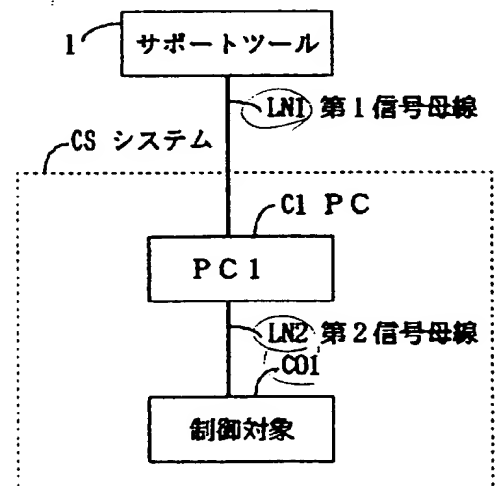 1 サポートツール
LN1 第1信号母線
CS システム
C1 PC
PC1
LN2 第2信号母線
CO1
制御対象